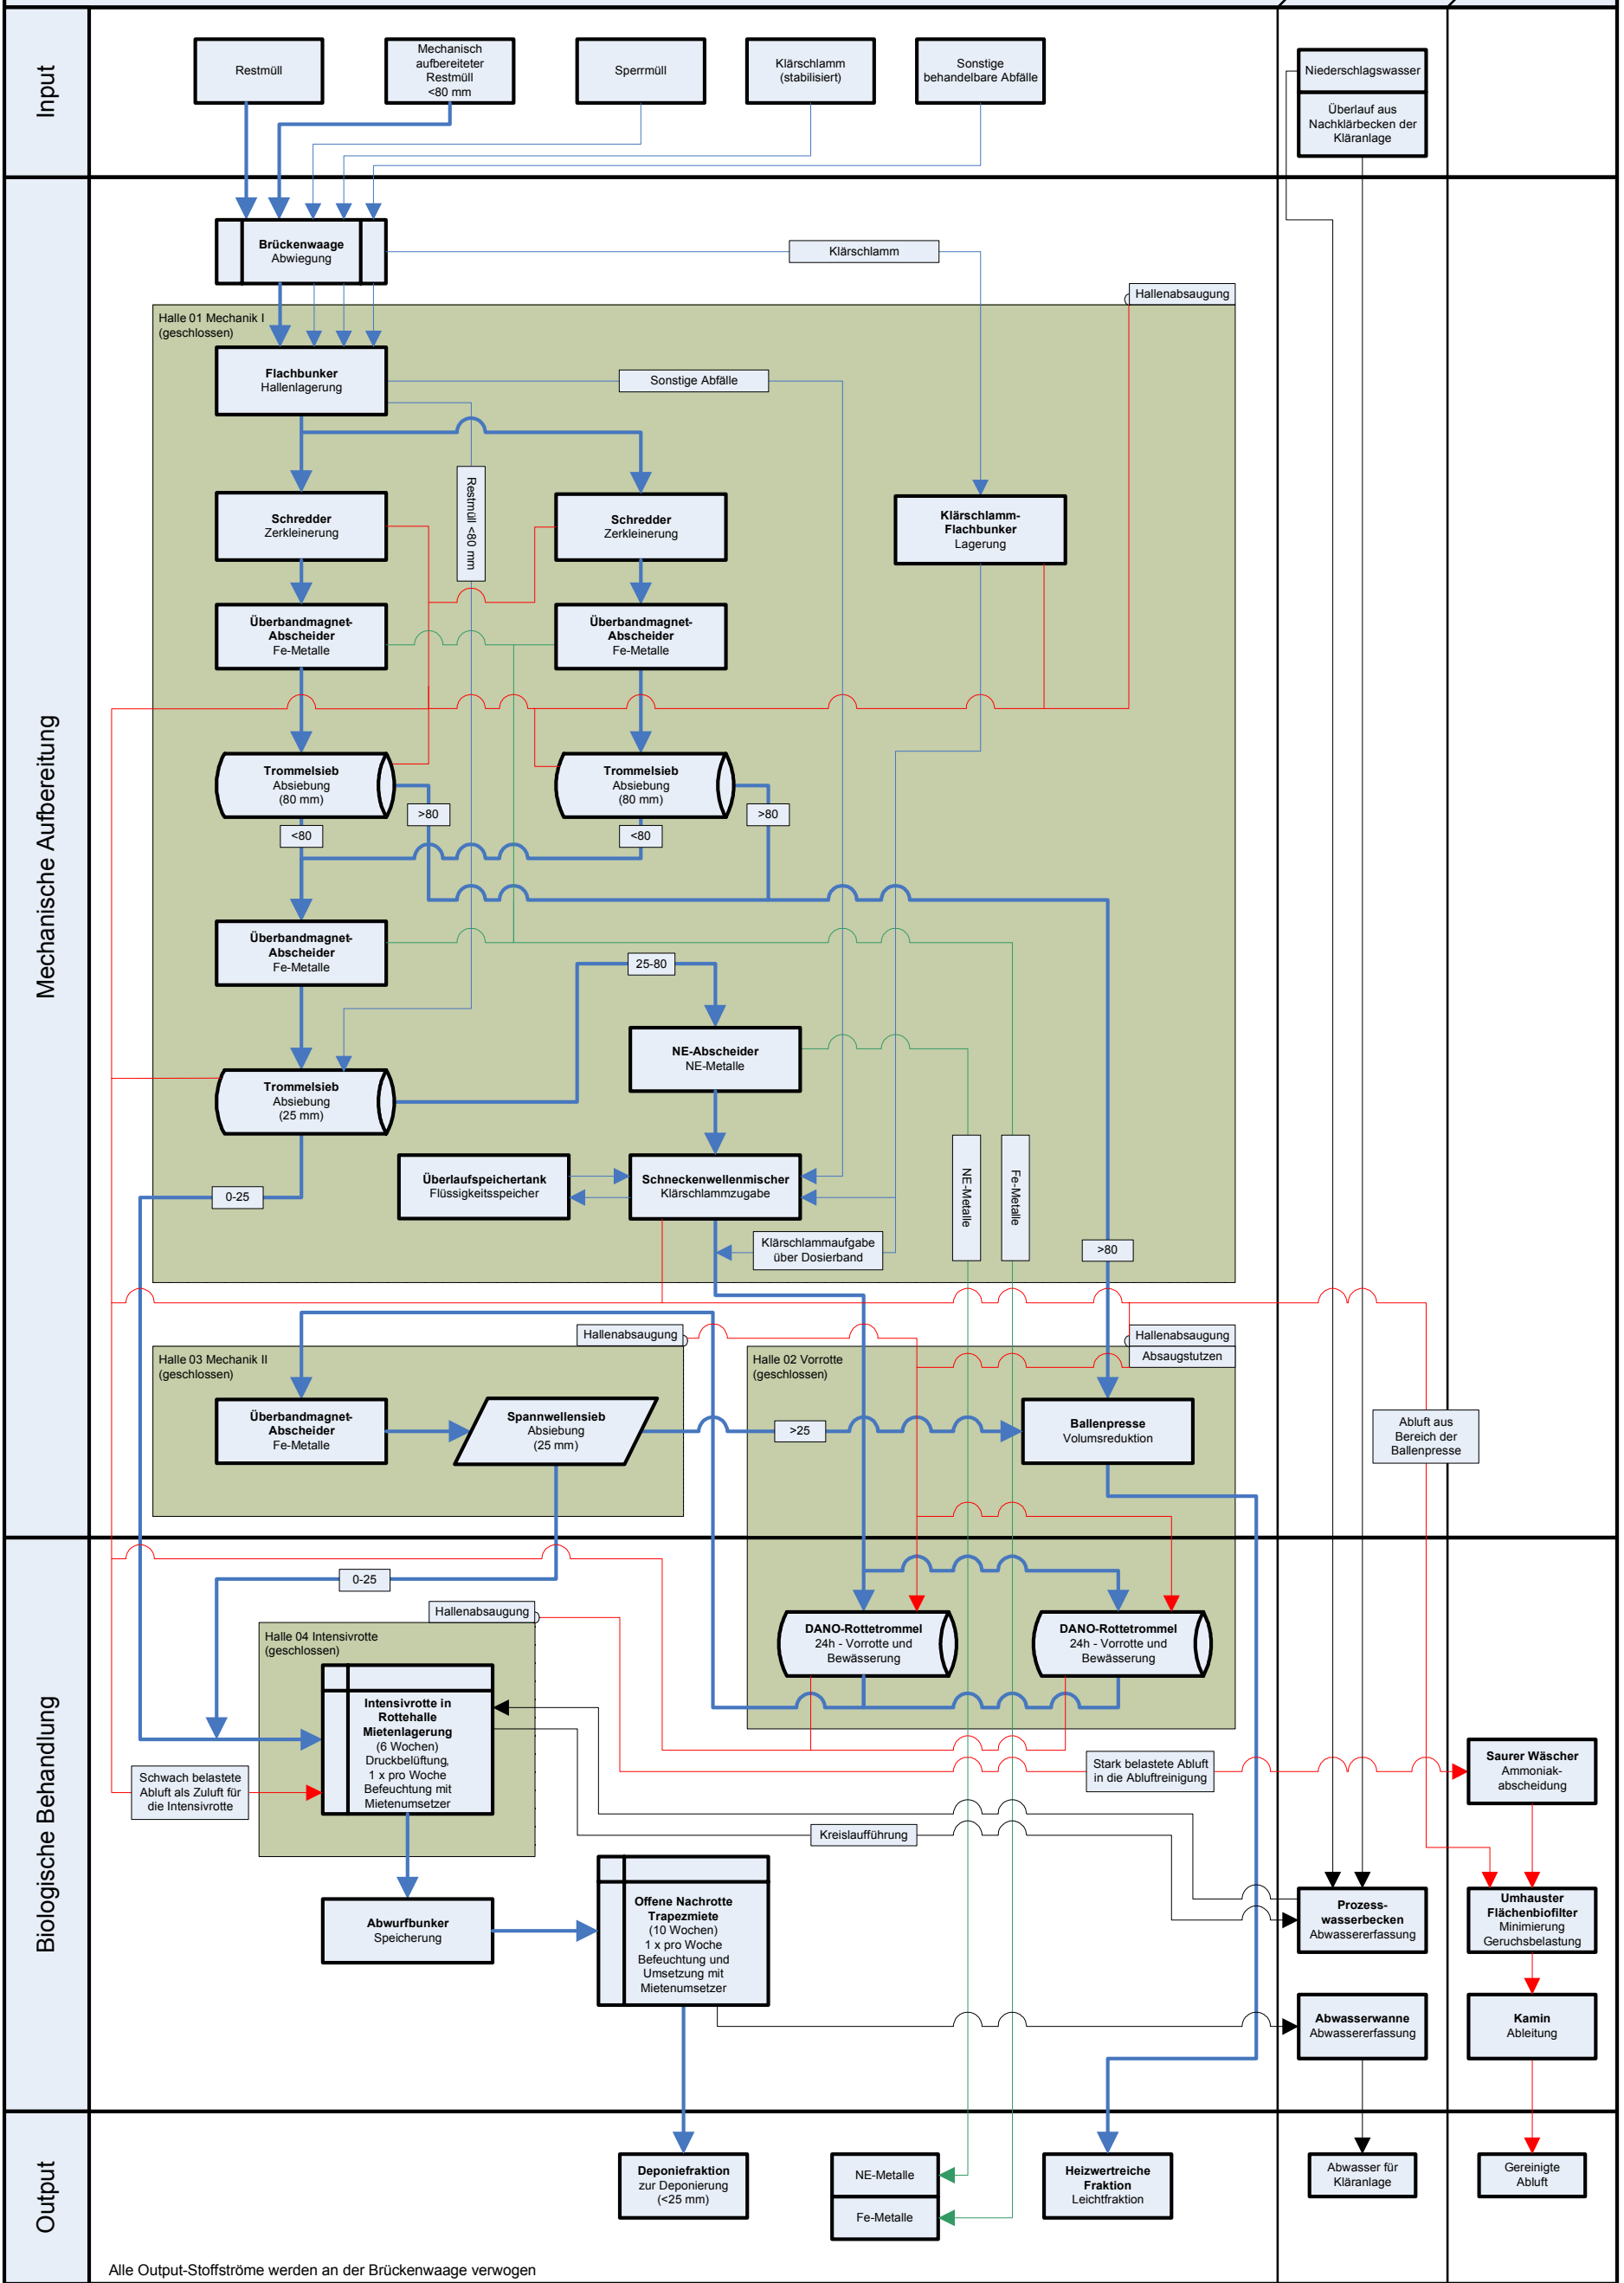 Input
Restmüll
Mechanisch
aufbereiteter
Restmüll
<80 mm
Sperrmüll
Klärschlamm
(stabilisiert)
Sonstige
behandelbare Abfälle
Niederschlagswasser
Überlauf aus
Nachklärbecken der
Kläranlage
Mechanische Aufbereitung
Brückenwaage
Abwiegung
Klärschlamm
Hallenabsaugung
Halle 01 Mechanik I
(geschlossen)
Flachbunker
Hallenlagerung
Sonstige Abfälle
Restmüll <80 mm
Schredder
Zerkleinerung
Schredder
Zerkleinerung
Klärschlamm-
Flachbunker
Lagerung
Überbandmagnet-
Abscheider
Fe-Metalle
Überbandmagnet-
Abscheider
Fe-Metalle
Trommelsieb
Absiebung
(80 mm)
Trommelsieb
Absiebung
(80 mm)
>80
>80
<80
<80
Überbandmagnet-
Abscheider
Fe-Metalle
25-80
NE-Abscheider
NE-Metalle
Trommelsieb
Absiebung
(25 mm)
Überlaufspeichertank
Flüssigkeitsspeicher
Schneckenwellenmischer
Klärschlammzugabe
NE-Metalle
Fe-Metalle
0-25
Klärschlammaufgabe
über Dosierband
>80
Hallenabsaugung
Hallenabsaugung
Absaugstutzen
Halle 03 Mechanik II
(geschlossen)
Halle 02 Vorrotte
(geschlossen)
Überbandmagnet-
Abscheider
Fe-Metalle
Spannwellensieb
Absiebung
(25 mm)
>25
Ballenpresse
Volumsreduktion
Abluft aus
Bereich der
Ballenpresse
Biologische Behandlung
0-25
Hallenabsaugung
Halle 04 Intensivrotte
(geschlossen)
DANO-Rottetrommel
24h - Vorrotte und
Bewässerung
DANO-Rottetrommel
24h - Vorrotte und
Bewässerung
Intensivrotte in
Rottehalle
Mietenlagerung
(6 Wochen)
Druckbelüftung,
1 x pro Woche
Befeuchtung mit
Mietenumsetzer
Schwach belastete
Abluft als Zuluft für
die Intensivrotte
Stark belastete Abluft
in die Abluftreinigung
Saurer Wäscher
Ammoniak-
abscheidung
Kreislaufführung
Abwurfbunker
Speicherung
Offene Nachrotte
Trapezmiete
(10 Wochen)
1 x pro Woche
Befeuchtung und
Umsetzung mit
Mietenumsetzer
Prozess-
wasserbecken
Abwassererfassung
Umhauster
Flächenbiofilter
Minimierung
Geruchsbelastung
Abwasserwanne
Abwassererfassung
Kamin
Ableitung
Output
Deponiefraktion
zur Deponierung
(<25 mm)
NE-Metalle
Fe-Metalle
Heizwertreiche
Fraktion
Leichtfraktion
Abwasser für
Kläranlage
Gereinigte
Abluft
Alle Output-Stoffströme werden an der Brückenwaage verwogen